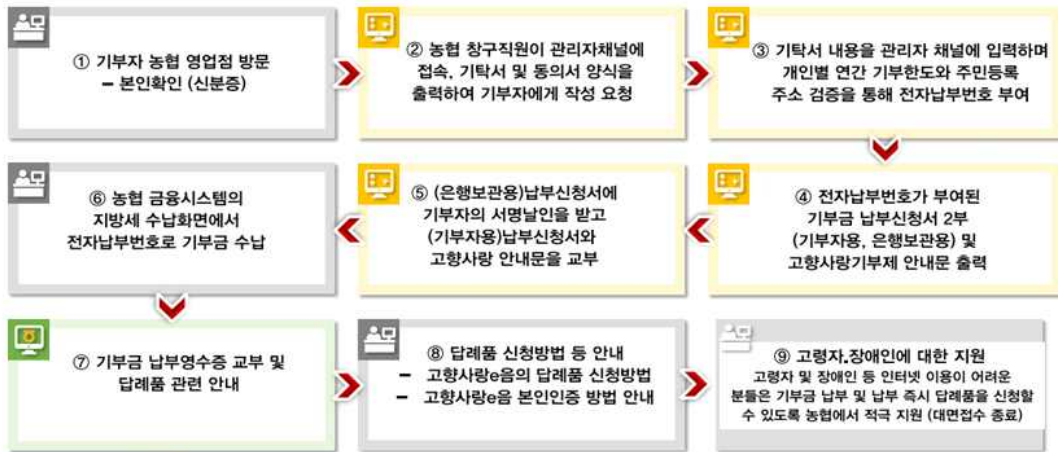 ① 기부자 농협 영업점 방문
– 본인확인 (신분증)
② 농협 창구직원이 관리자채널에
접속, 기탁서 및 동의서 양식을
출력하여 기부자에게 작성 요청
③ 기탁서 내용을 관리자 채널에 입력하며
개인별 연간 기부한도와 주민등록
주소 검증을 통해 전자납부번호 부여
④ 전자납부번호가 부여된
기부금 납부신청서 2부
(기부자용, 은행보관용) 및
고향사랑기부제 안내문 출력
⑤ (은행보관용)납부신청서에
기부자의 서명날인을 받고
(기부자용)납부신청서와
고향사랑 안내문을 교부
⑥ 농협 금융시스템의
지방세 수납화면에서
전자납부번호로 기부금 수납
⑦ 기부금 납부영수증 교부 및
답례품 관련 안내
⑧ 답례품 신청방법 등 안내
– 고향사랑e음의 답례품 신청방법
– 고향사랑e음 본인인증 방법 안내
⑨ 고령자.장애인에 대한 지원
고령자 및 장애인 등 인터넷 이용이 어려운
분들은 기부금 납부 및 납부 즉시 답례품을 신청할
수 있도록 농협에서 적극 지원 (대면접수 종료)